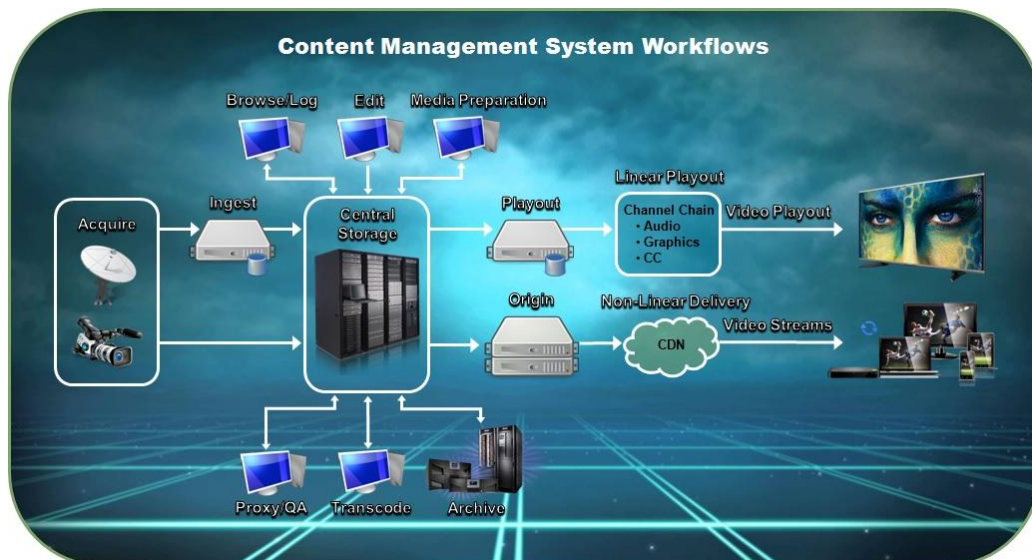 Content Management System Workflows
Browse/Log
Edit
Media Preparation
Acquire
Ingest
Central
Storage
Playout
Linear Playout
Channel Chain
• Audio
• Graphics
• CC
Video Playout
Origin
Non-Linear Delivery
CDN
Video Streams
Proxy/QA
Transcode
Archive